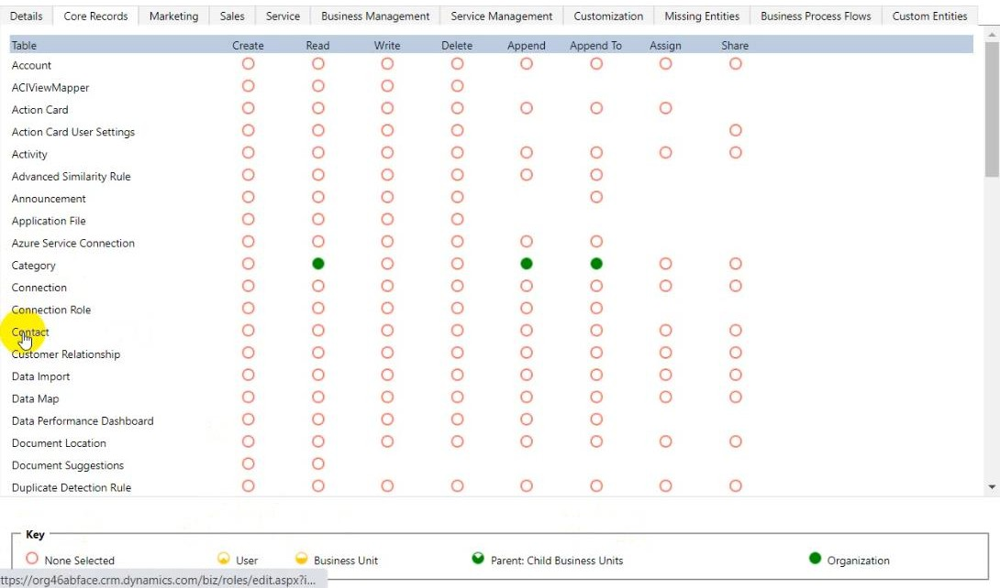 Details Core Records Marketing Sales Service Business Management Service Management Customization Missing Entities Business Process Flows Custom Entities
Table Create Read Write Delete Append Append To Assign Share
Account
ACIViewMapper
Action Card
Action Card User Settings
Activity
Advanced Similarity Rule
Announcement
Application File
Azure Service Connection
Category
Connection
Connection Role
Contact
Customer Relationship
Data Import
Data Map
Data Performance Dashboard
Document Location
Document Suggestions
Duplicate Detection Rule
Key
None Selected User Business Unit Parent: Child Business Units Organization
ttps://org46abface.crm.dynamics.com/biz/roles/edit.aspx?i...